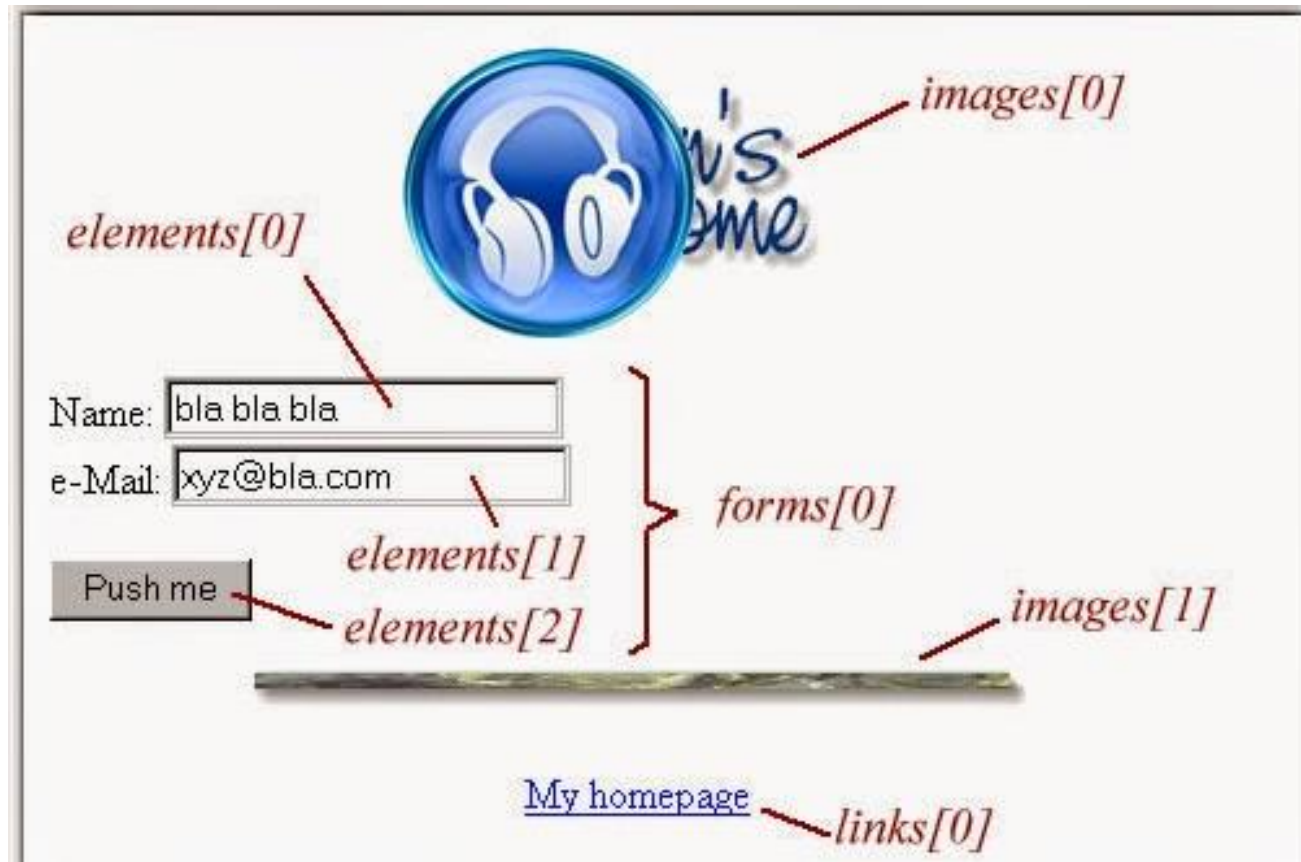 images[0]
elements[0]
Name: bla bla bla
e-Mail: xyz@bla.com
forms[0]
elements[1]
Push me
elements[2]
images[1]
My homepage
links[0]